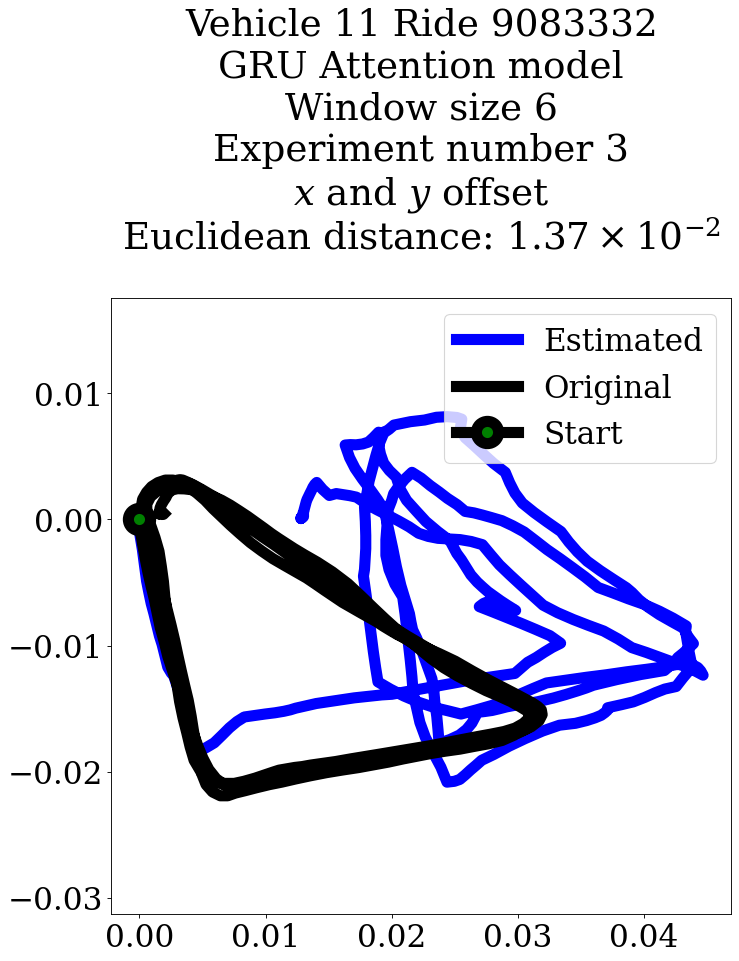 Vehicle 11 Ride 9083332
GRU Attention model
Window size 6
Experiment number 3
x and y offset
Euclidean distance: 1.37 × 10⁻²
Estimated
Original
Start
0.01
0.00
−0.01
−0.02
−0.03
0.00 0.01 0.02 0.03 0.04